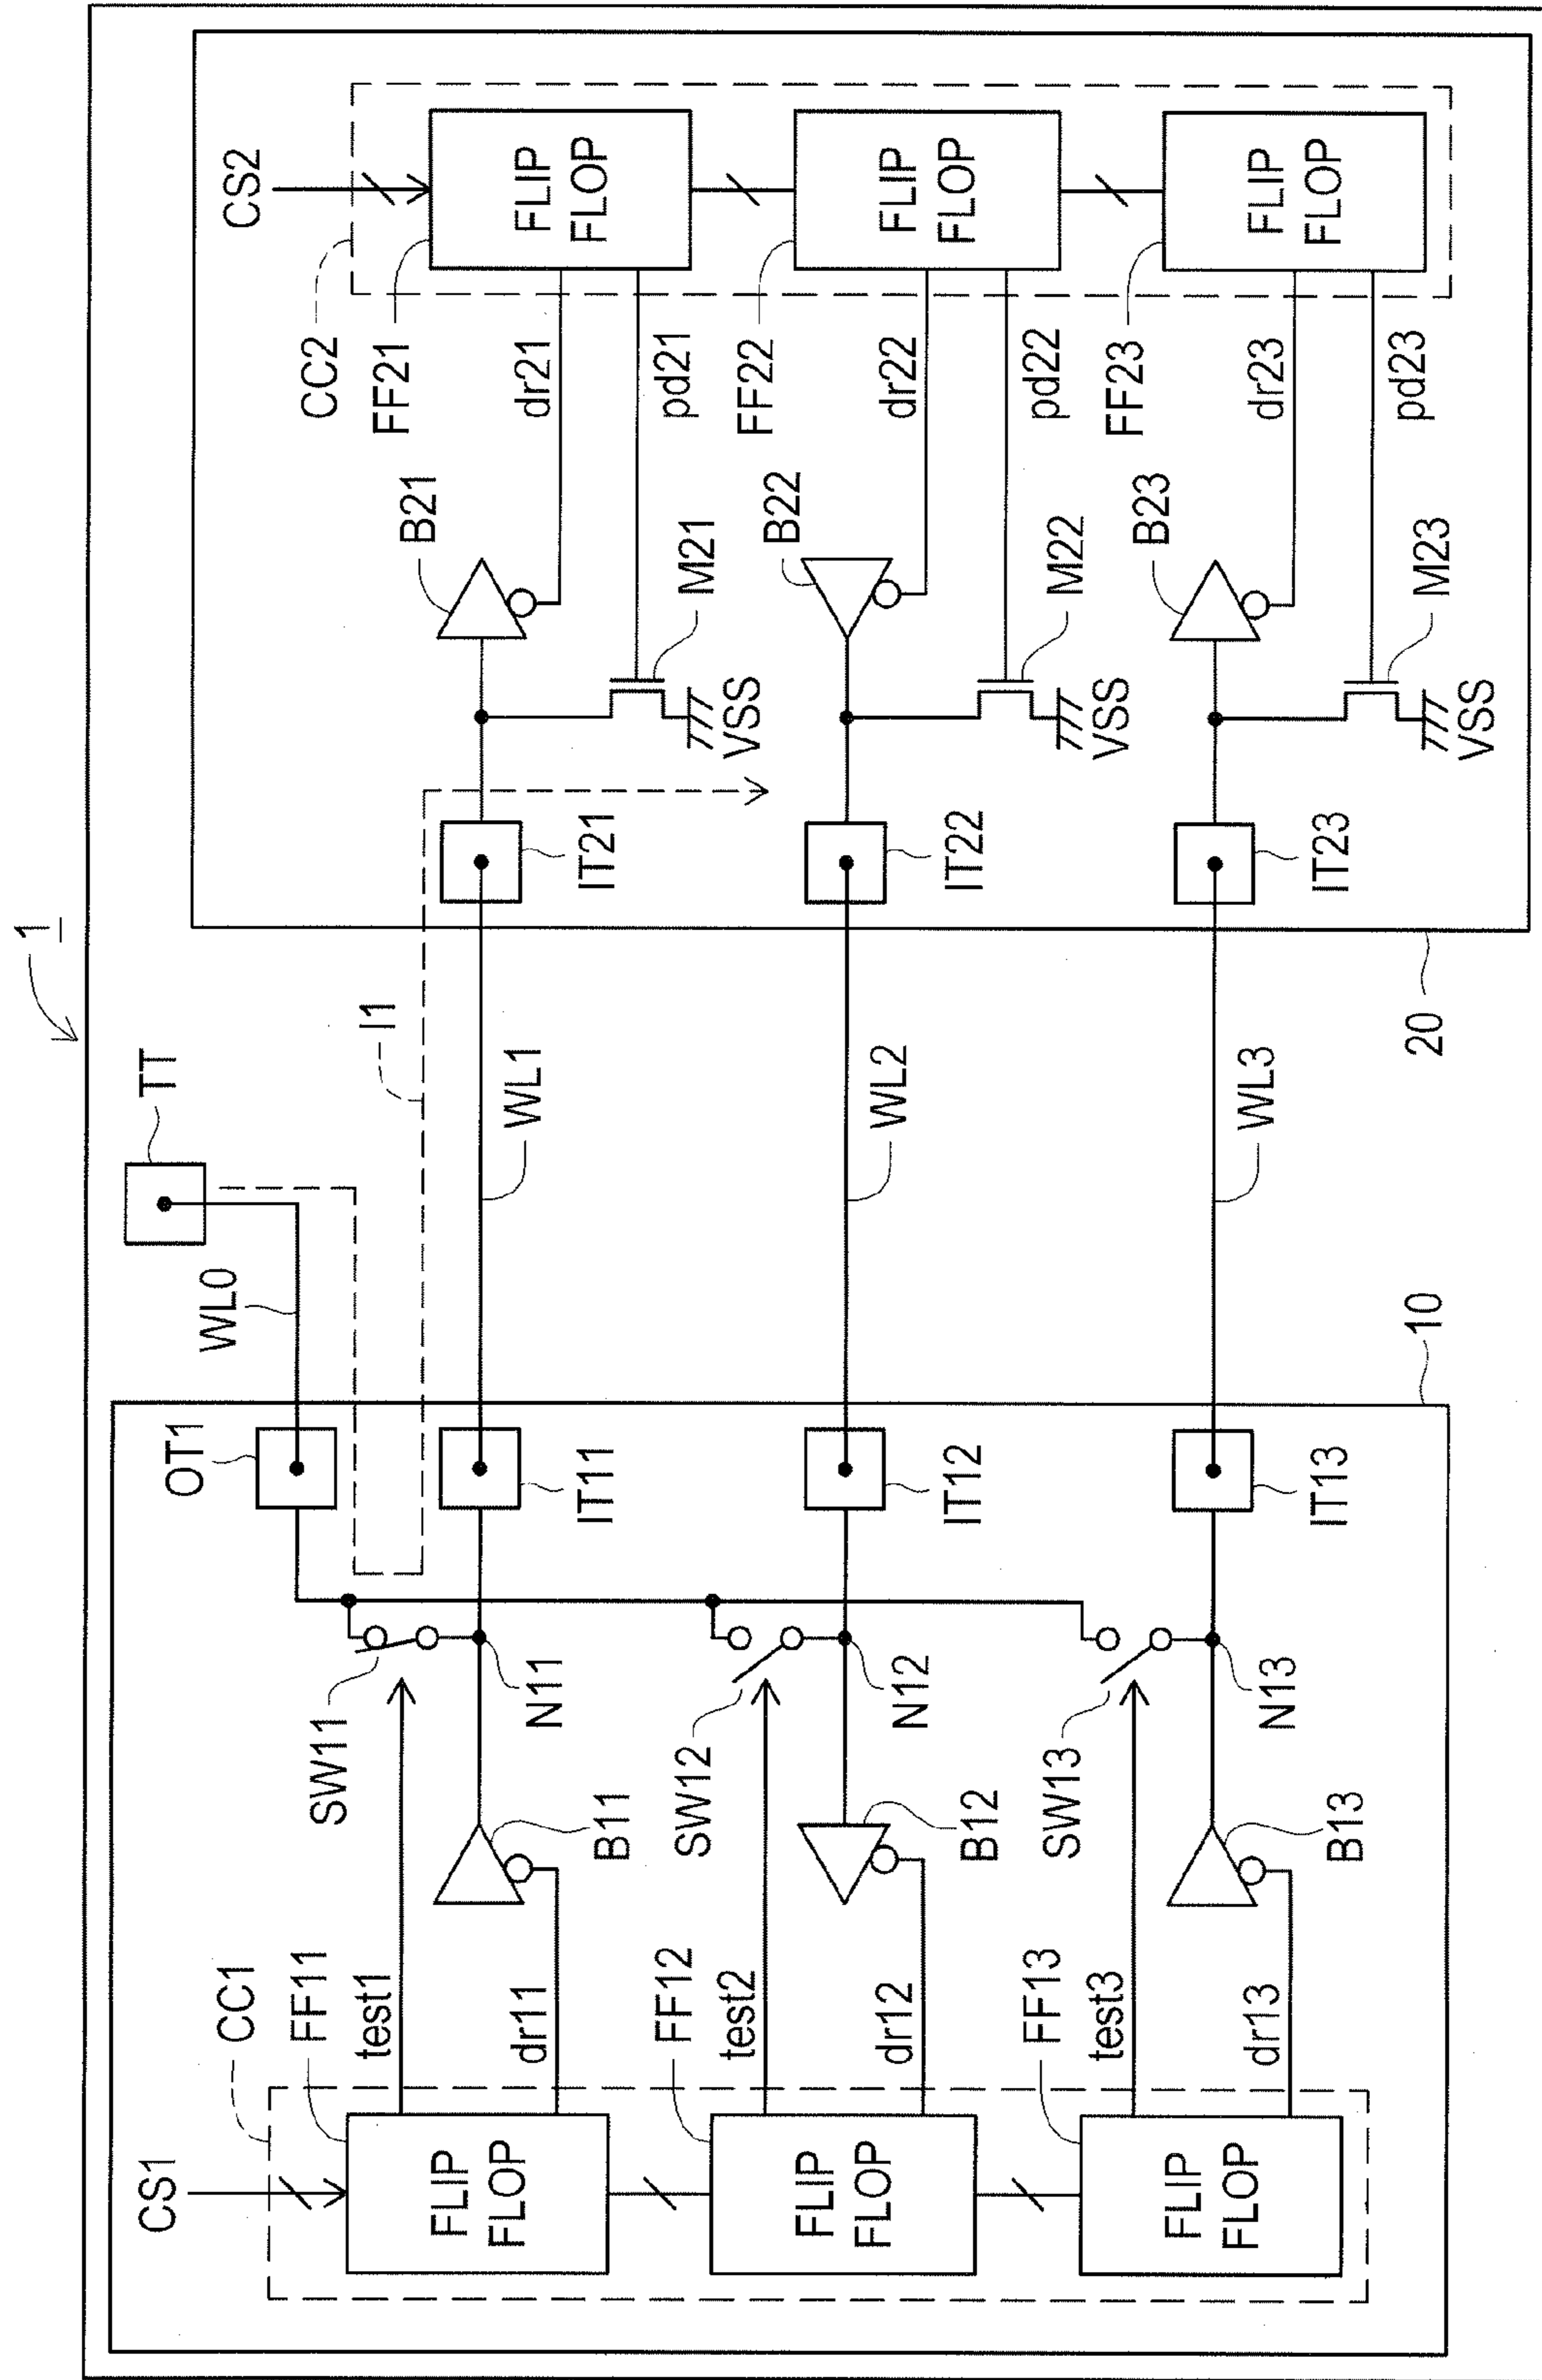 1
TT
WL0
I1
CS1
CC1
FF11
FLIP
FLOP
test1
dr11
SW11
B11
N11
OT1
IT11
WL1
IT21
B21
M21
VSS
dr21
pd21
CS2
CC2
FF21
FLIP
FLOP
FF12
FLIP
FLOP
test2
dr12
SW12
B12
N12
IT12
WL2
IT22
B22
M22
VSS
dr22
pd22
FF22
FLIP
FLOP
FF13
FLIP
FLOP
test3
dr13
SW13
B13
N13
IT13
WL3
IT23
B23
M23
VSS
dr23
pd23
FF23
FLIP
FLOP
10
20